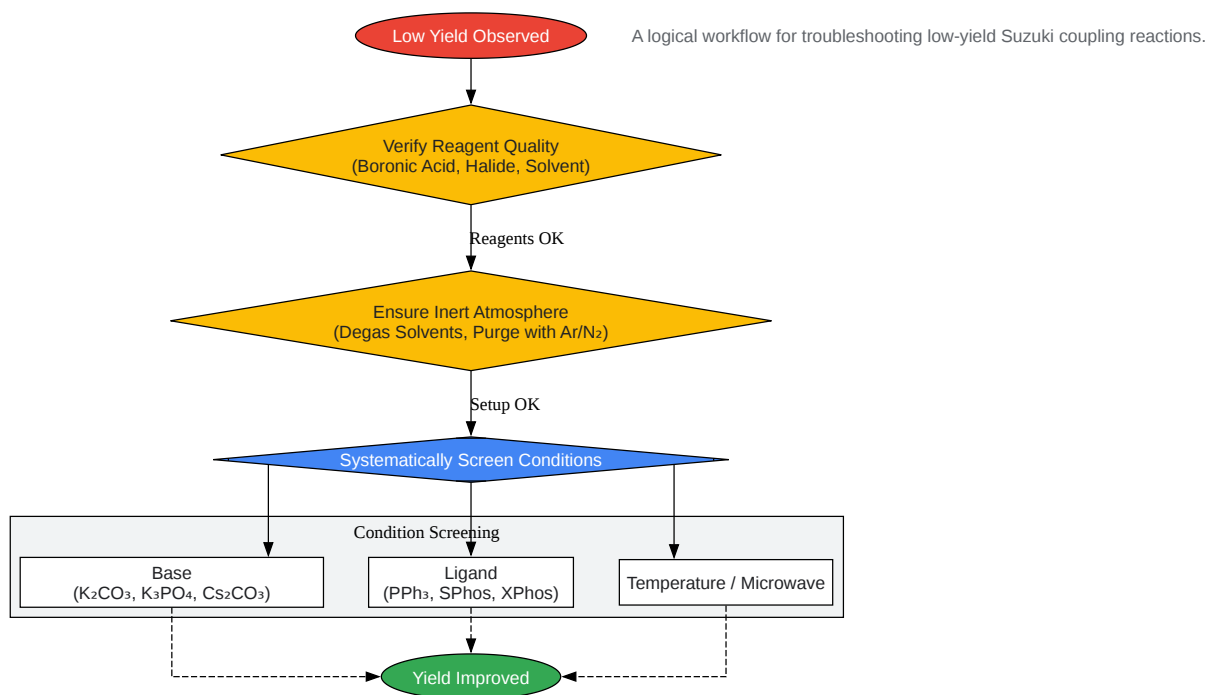 Low Yield Observed
A logical workflow for troubleshooting low-yield Suzuki coupling reactions.
Verify Reagent Quality
(Boronic Acid, Halide, Solvent)
Reagents OK
Ensure Inert Atmosphere
(Degas Solvents, Purge with Ar/N₂)
Setup OK
Systematically Screen Conditions
Condition Screening
Base
(K₂CO₃, K₃PO₄, Cs₂CO₃)
Ligand
(PPh₃, SPhos, XPhos)
Temperature / Microwave
Yield Improved